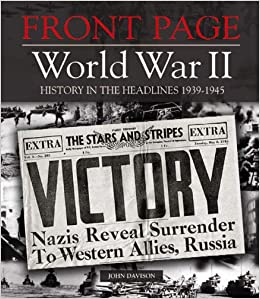 FRONT PAGE
World War II
HISTORY IN THE HEADLINES 1939-1945
EXTRA THE STARS AND STRIPES EXTRA
VICTORY
Nazis Reveal Surrender
To Western Allies, Russia
JOHN DAVISON